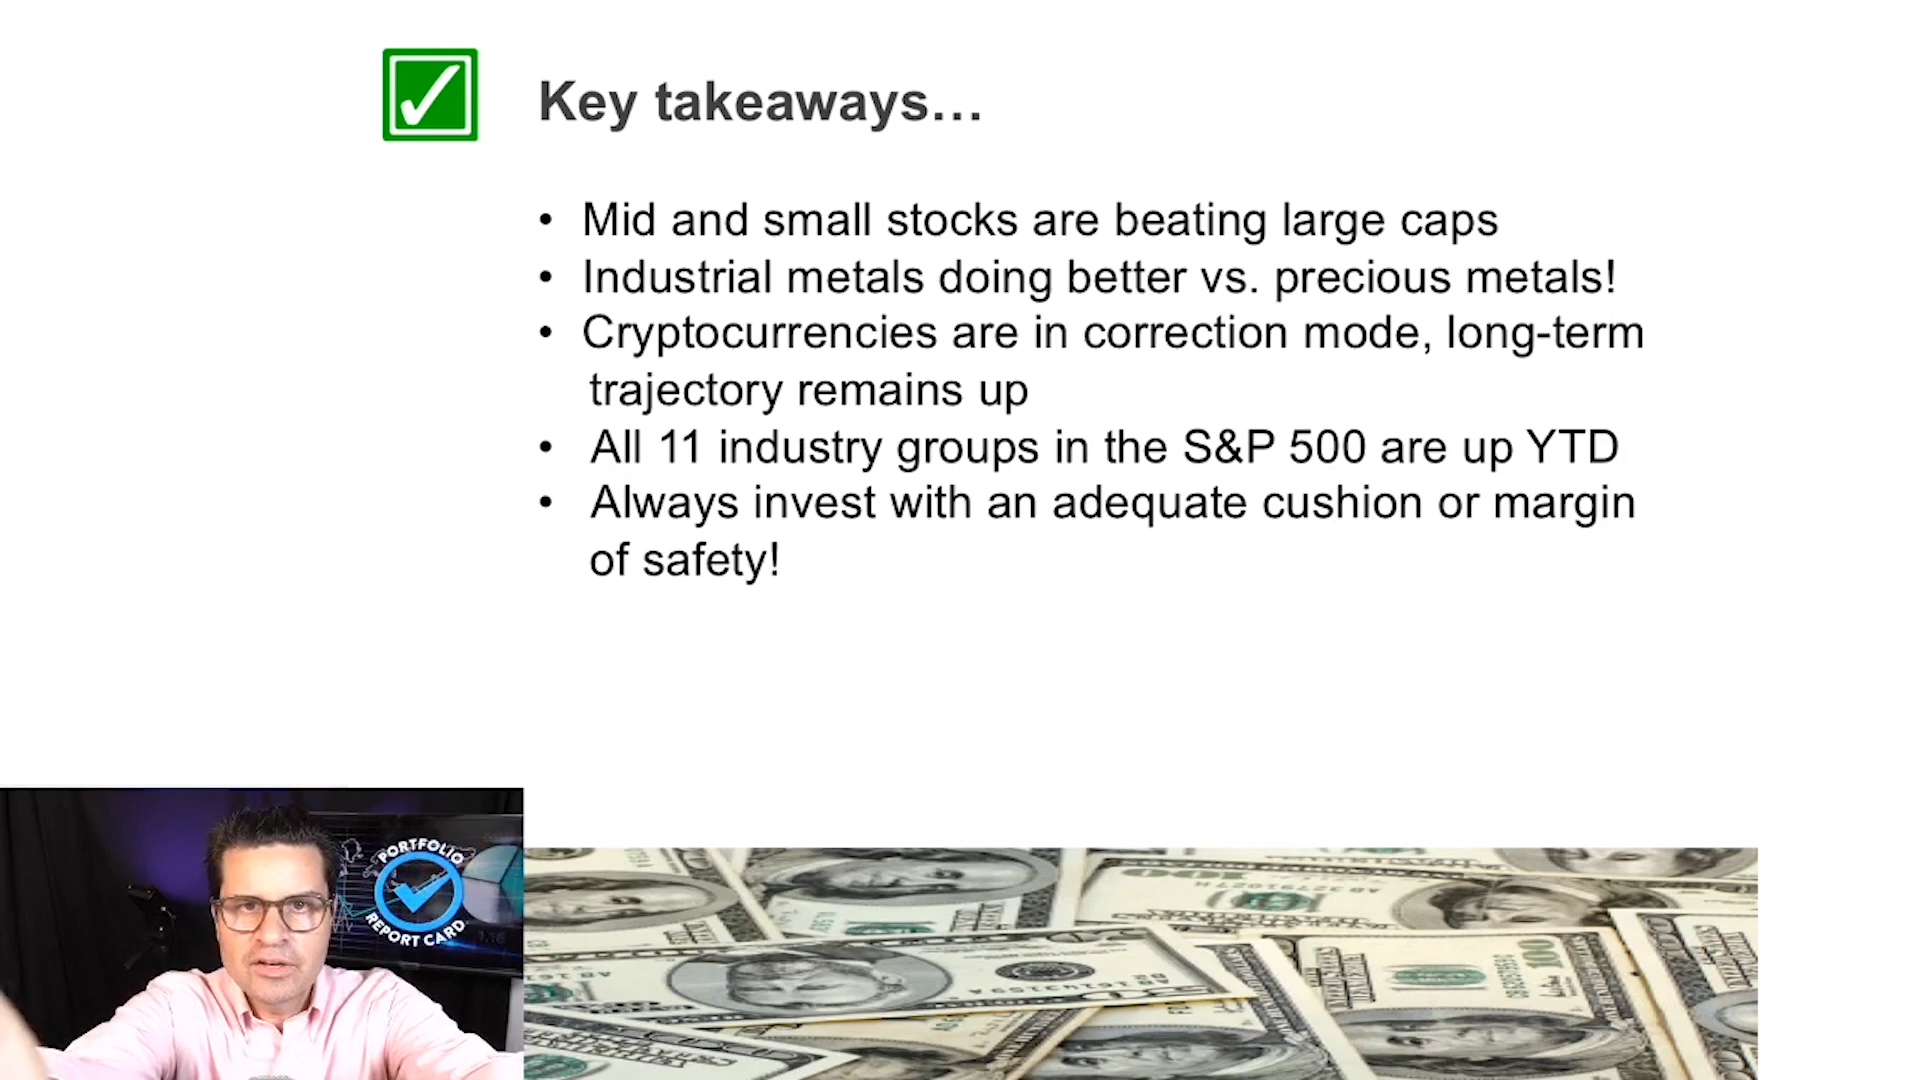 Key takeaways…
• Mid and small stocks are beating large caps
• Industrial metals doing better vs. precious metals!
• Cryptocurrencies are in correction mode, long-term
trajectory remains up
• All 11 industry groups in the S&P 500 are up YTD
• Always invest with an adequate cushion or margin
of safety!
PORTFOLIO
REPORT CARD